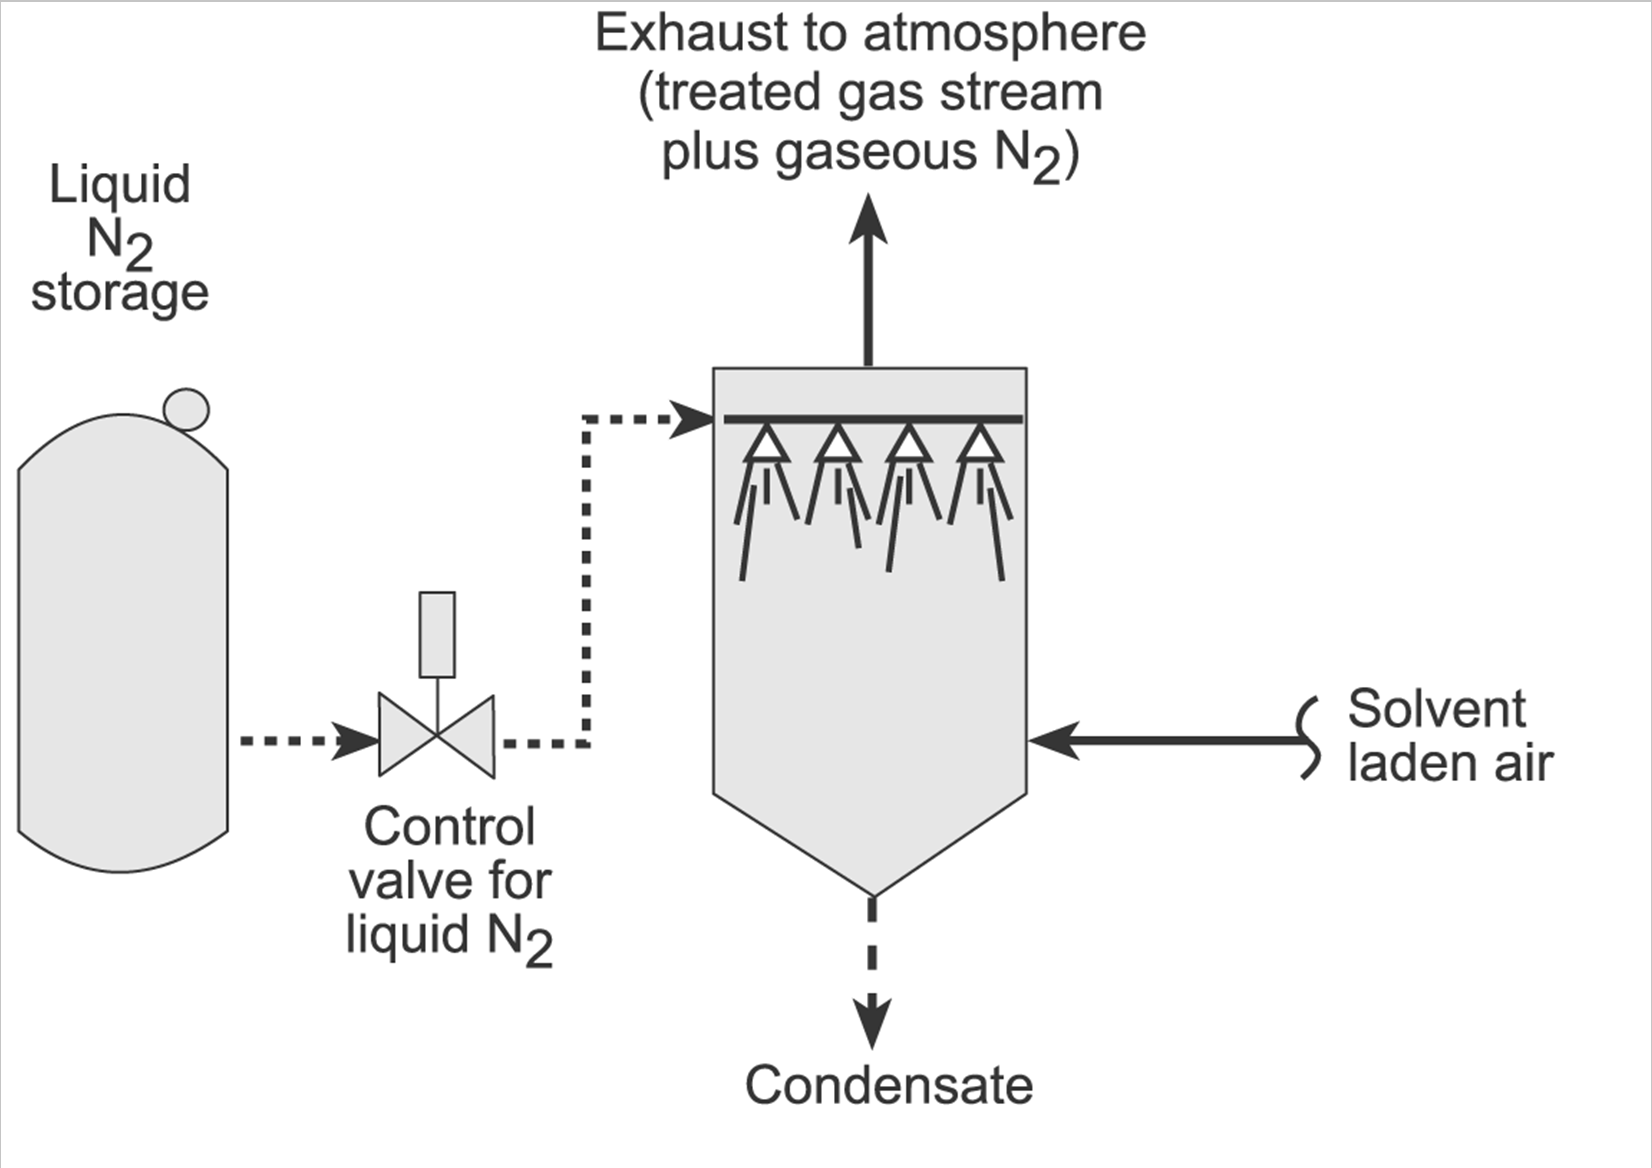 Exhaust to atmosphere
(treated gas stream
plus gaseous N2)
Liquid
N2
storage
Solvent
laden air
Control
valve for
liquid N2
Condensate